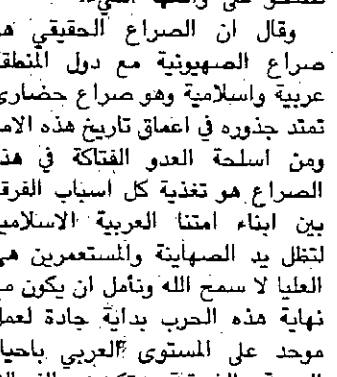 وقال ان الصراع الحقيقي هو
صراع الصهيونية مع دول المنطقة
عربية واسلامية وهو صراع حضاري
تمتد جذوره في اعماق تاريخ هذه الامة
ومن اسلحة العدو الفتاكة في هذا
الصراع هو تغذية كل اسباب الفرقة
بين ابناء امتنا العربية الاسلامية
لتظل يد الصهاينة والمستعمرين هي
العليا لا سمح الله ونأمل ان يكون مع
نهاية هذه الحرب بداية جادة لعمل
موحد على المستوى العربي باحياء